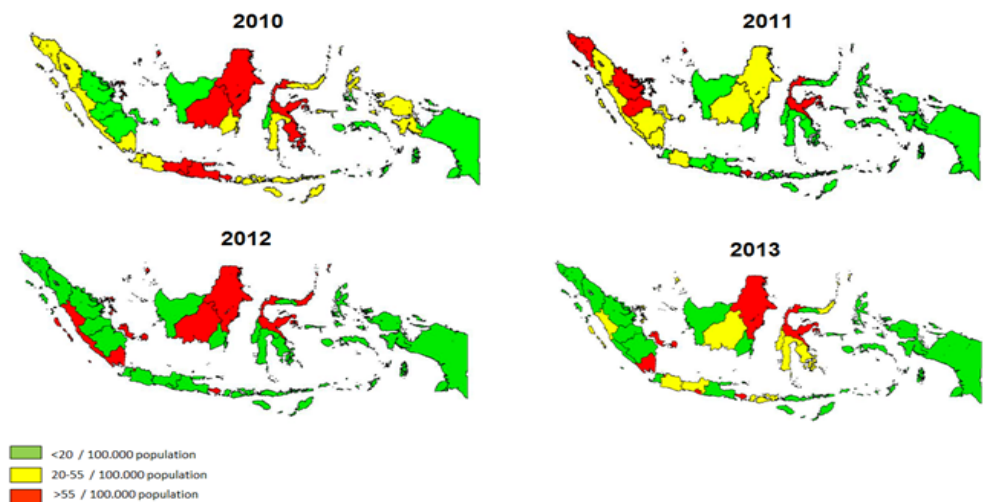 2010
2011
2012
2013
<20 / 100.000 population
20-55 / 100.000 population
>55 / 100.000 population